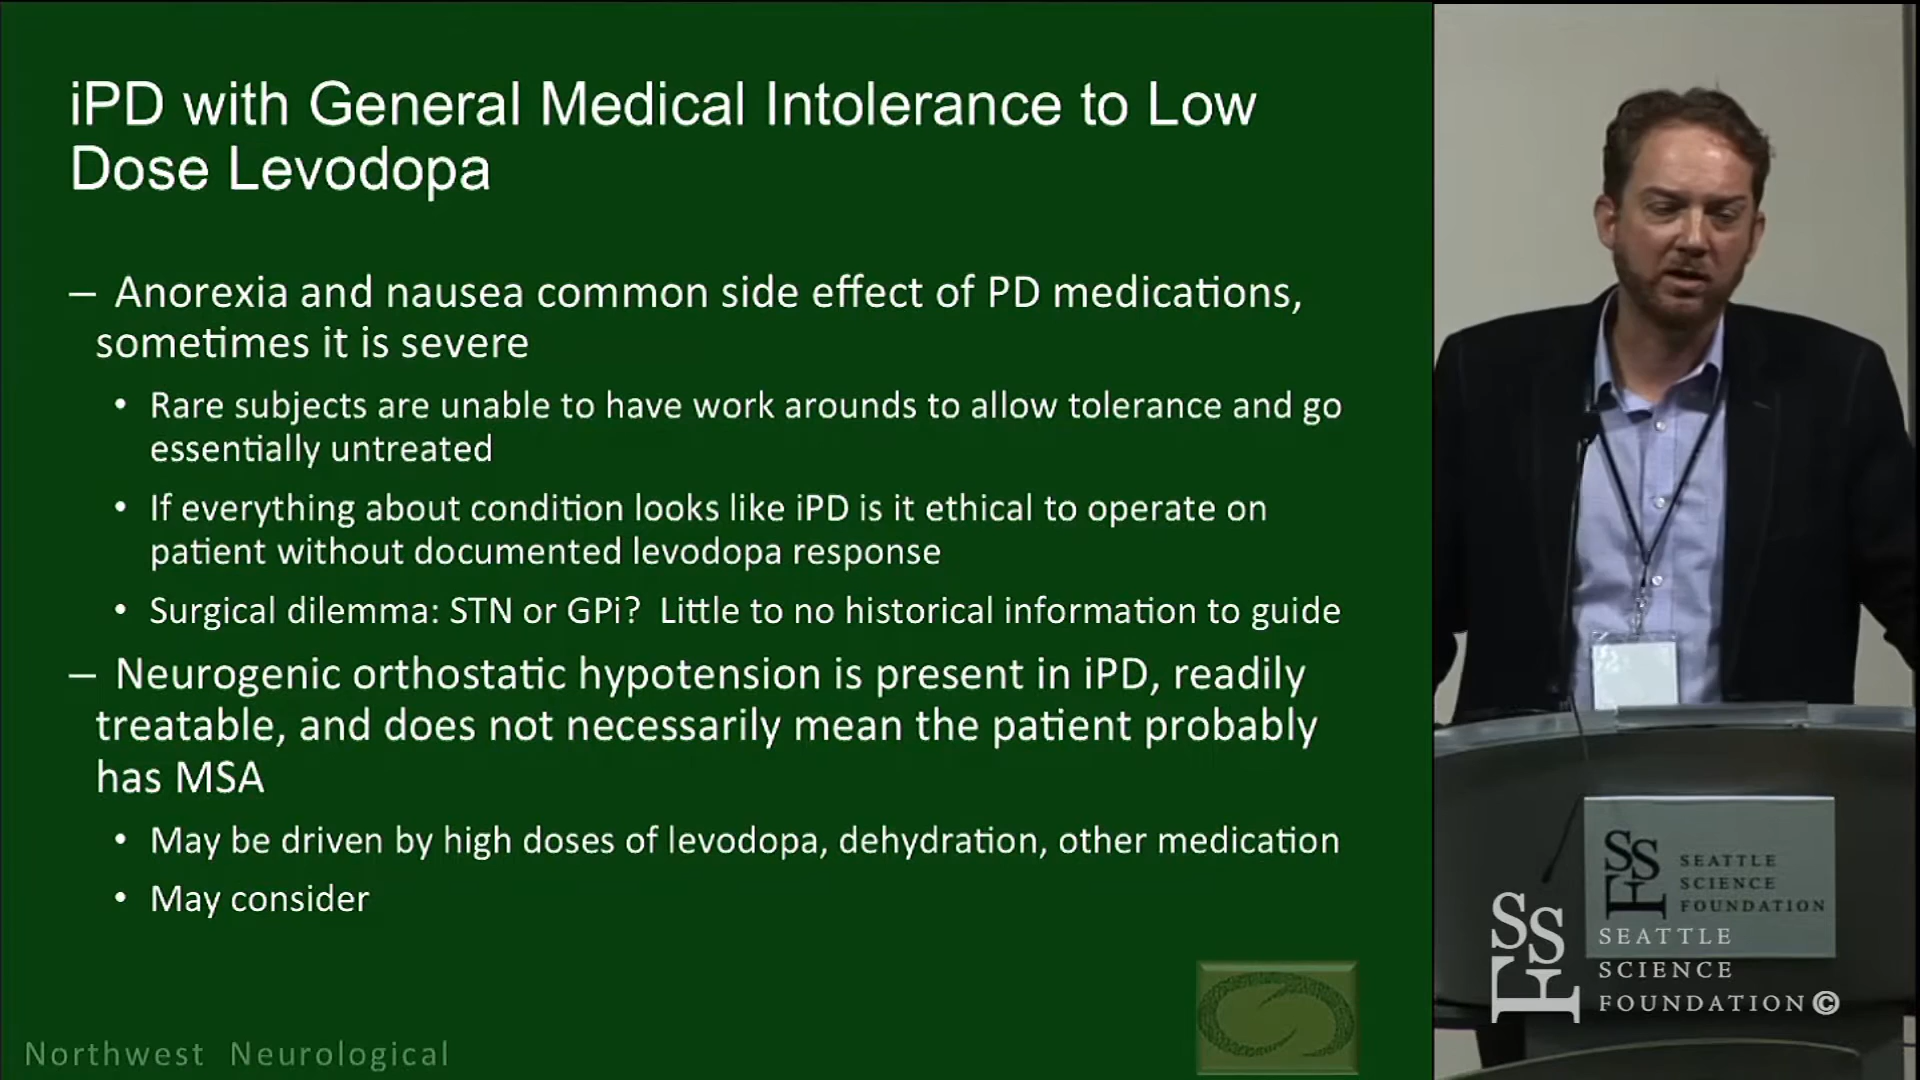 iPD with General Medical Intolerance to Low
Dose Levodopa
– Anorexia and nausea common side effect of PD medications,
sometimes it is severe
• Rare subjects are unable to have work arounds to allow tolerance and go
essentially untreated
• If everything about condition looks like iPD is it ethical to operate on
patient without documented levodopa response
• Surgical dilemma: STN or GPi? Little to no historical information to guide
– Neurogenic orthostatic hypotension is present in iPD, readily
treatable, and does not necessarily mean the patient probably
has MSA
• May be driven by high doses of levodopa, dehydration, other medication
• May consider
Northwest Neurological
SSF
SEATTLE
SCIENCE
FOUNDATION
SSF
SEATTLE
SCIENCE
FOUNDATION©